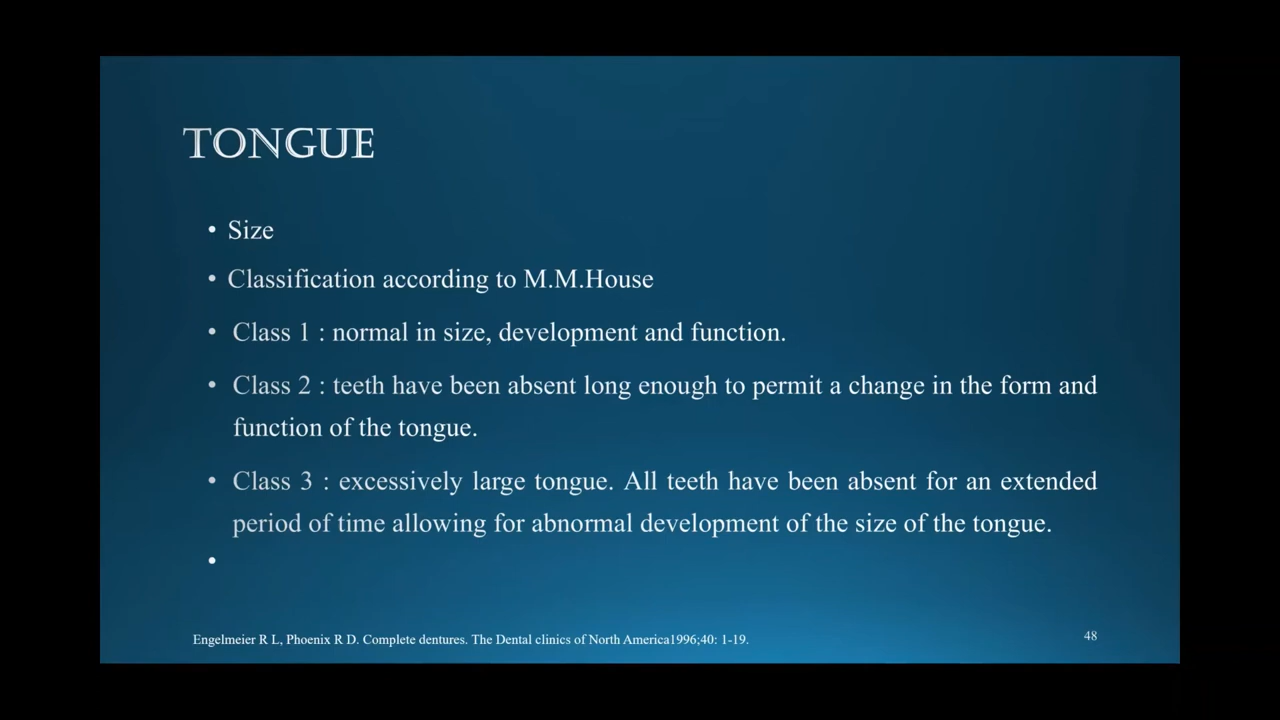 TONGUE
• Size
• Classification according to M.M.House
• Class 1 : normal in size, development and function.
• Class 2 : teeth have been absent long enough to permit a change in the form and
function of the tongue.
• Class 3 : excessively large tongue. All teeth have been absent for an extended
period of time allowing for abnormal development of the size of the tongue.
•
Engelmeier R L, Phoenix R D. Complete dentures. The Dental clinics of North America1996;40: 1-19.
48